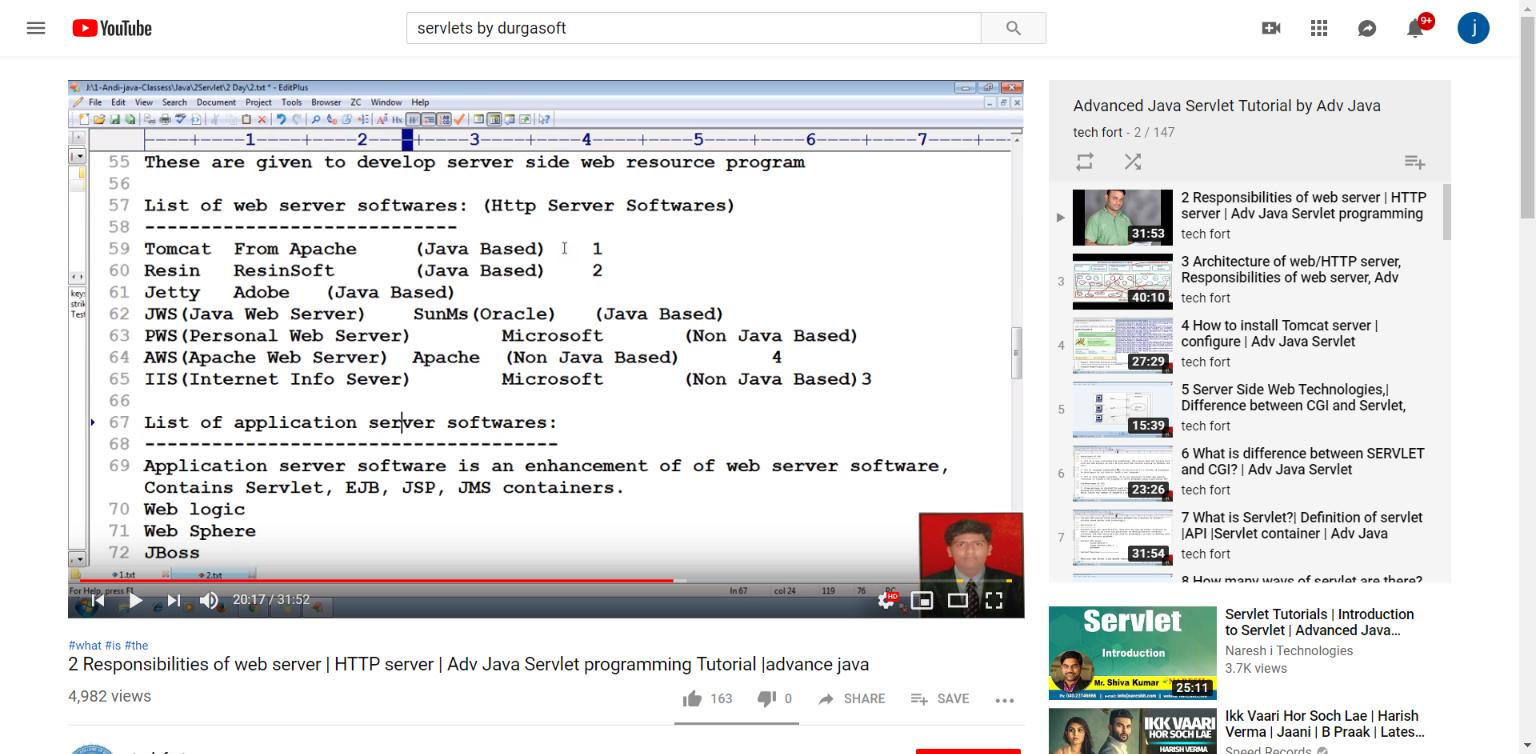 YouTube
servlets by durgasoft
9+
j
J:\1-Andi-java-Classess\Java\2Servlet\2 Day\2.txt * - EditPlus
File Edit View Search Document Project Tools Browser ZC Window Help
----+----1----+----2----+----3----+----4----+----5----+----6----+----7----+--
55 These are given to develop server side web resource program
56
57 List of web server softwares: (Http Server Softwares)
58 ----------------------------
59 Tomcat From Apache (Java Based) 1
60 Resin ResinSoft (Java Based) 2
61 Jetty Adobe (Java Based)
62 JWS(Java Web Server) SunMs(Oracle) (Java Based)
63 PWS(Personal Web Server) Microsoft (Non Java Based)
64 AWS(Apache Web Server) Apache (Non Java Based) 4
65 IIS(Internet Info Sever) Microsoft (Non Java Based)3
66
67 List of application server softwares:
68 -------------------------------------
69 Application server software is an enhancement of of web server software,
Contains Servlet, EJB, JSP, JMS containers.
70 Web logic
71 Web Sphere
72 JBoss
key
strik
Test
1.txt 2.txt
For Help, press F1 ln 67 col 24 119 76 PC
20:17 / 31:52
HD
#what #is #the
2 Responsibilities of web server | HTTP server | Adv Java Servlet programming Tutorial |advance java
4,982 views
163 0 SHARE SAVE
Advanced Java Servlet Tutorial by Adv Java
tech fort - 2 / 147
2 Responsibilities of web server | HTTP
server | Adv Java Servlet programming
tech fort
31:53
3
3 Architecture of web/HTTP server,
Responsibilities of web server, Adv
tech fort
40:10
4
4 How to install Tomcat server |
configure | Adv Java Servlet
tech fort
27:29
5
5 Server Side Web Technologies,|
Difference between CGI and Servlet,
tech fort
15:39
6
6 What is difference between SERVLET
and CGI? | Adv Java Servlet
tech fort
23:26
7
7 What is Servlet?| Definition of servlet
|API |Servlet container | Adv Java
tech fort
31:54
8 How many ways of servlet are there?
Servlet
Introduction
Mr. Shiva Kumar
25:11
Servlet Tutorials | Introduction
to Servlet | Advanced Java...
Naresh i Technologies
3.7K views
IKK VAARI
HOR SOCH LAE
HARISH
VERMA
Ikk Vaari Hor Soch Lae | Harish
Verma | Jaani | B Praak | Lates...
Speed Records